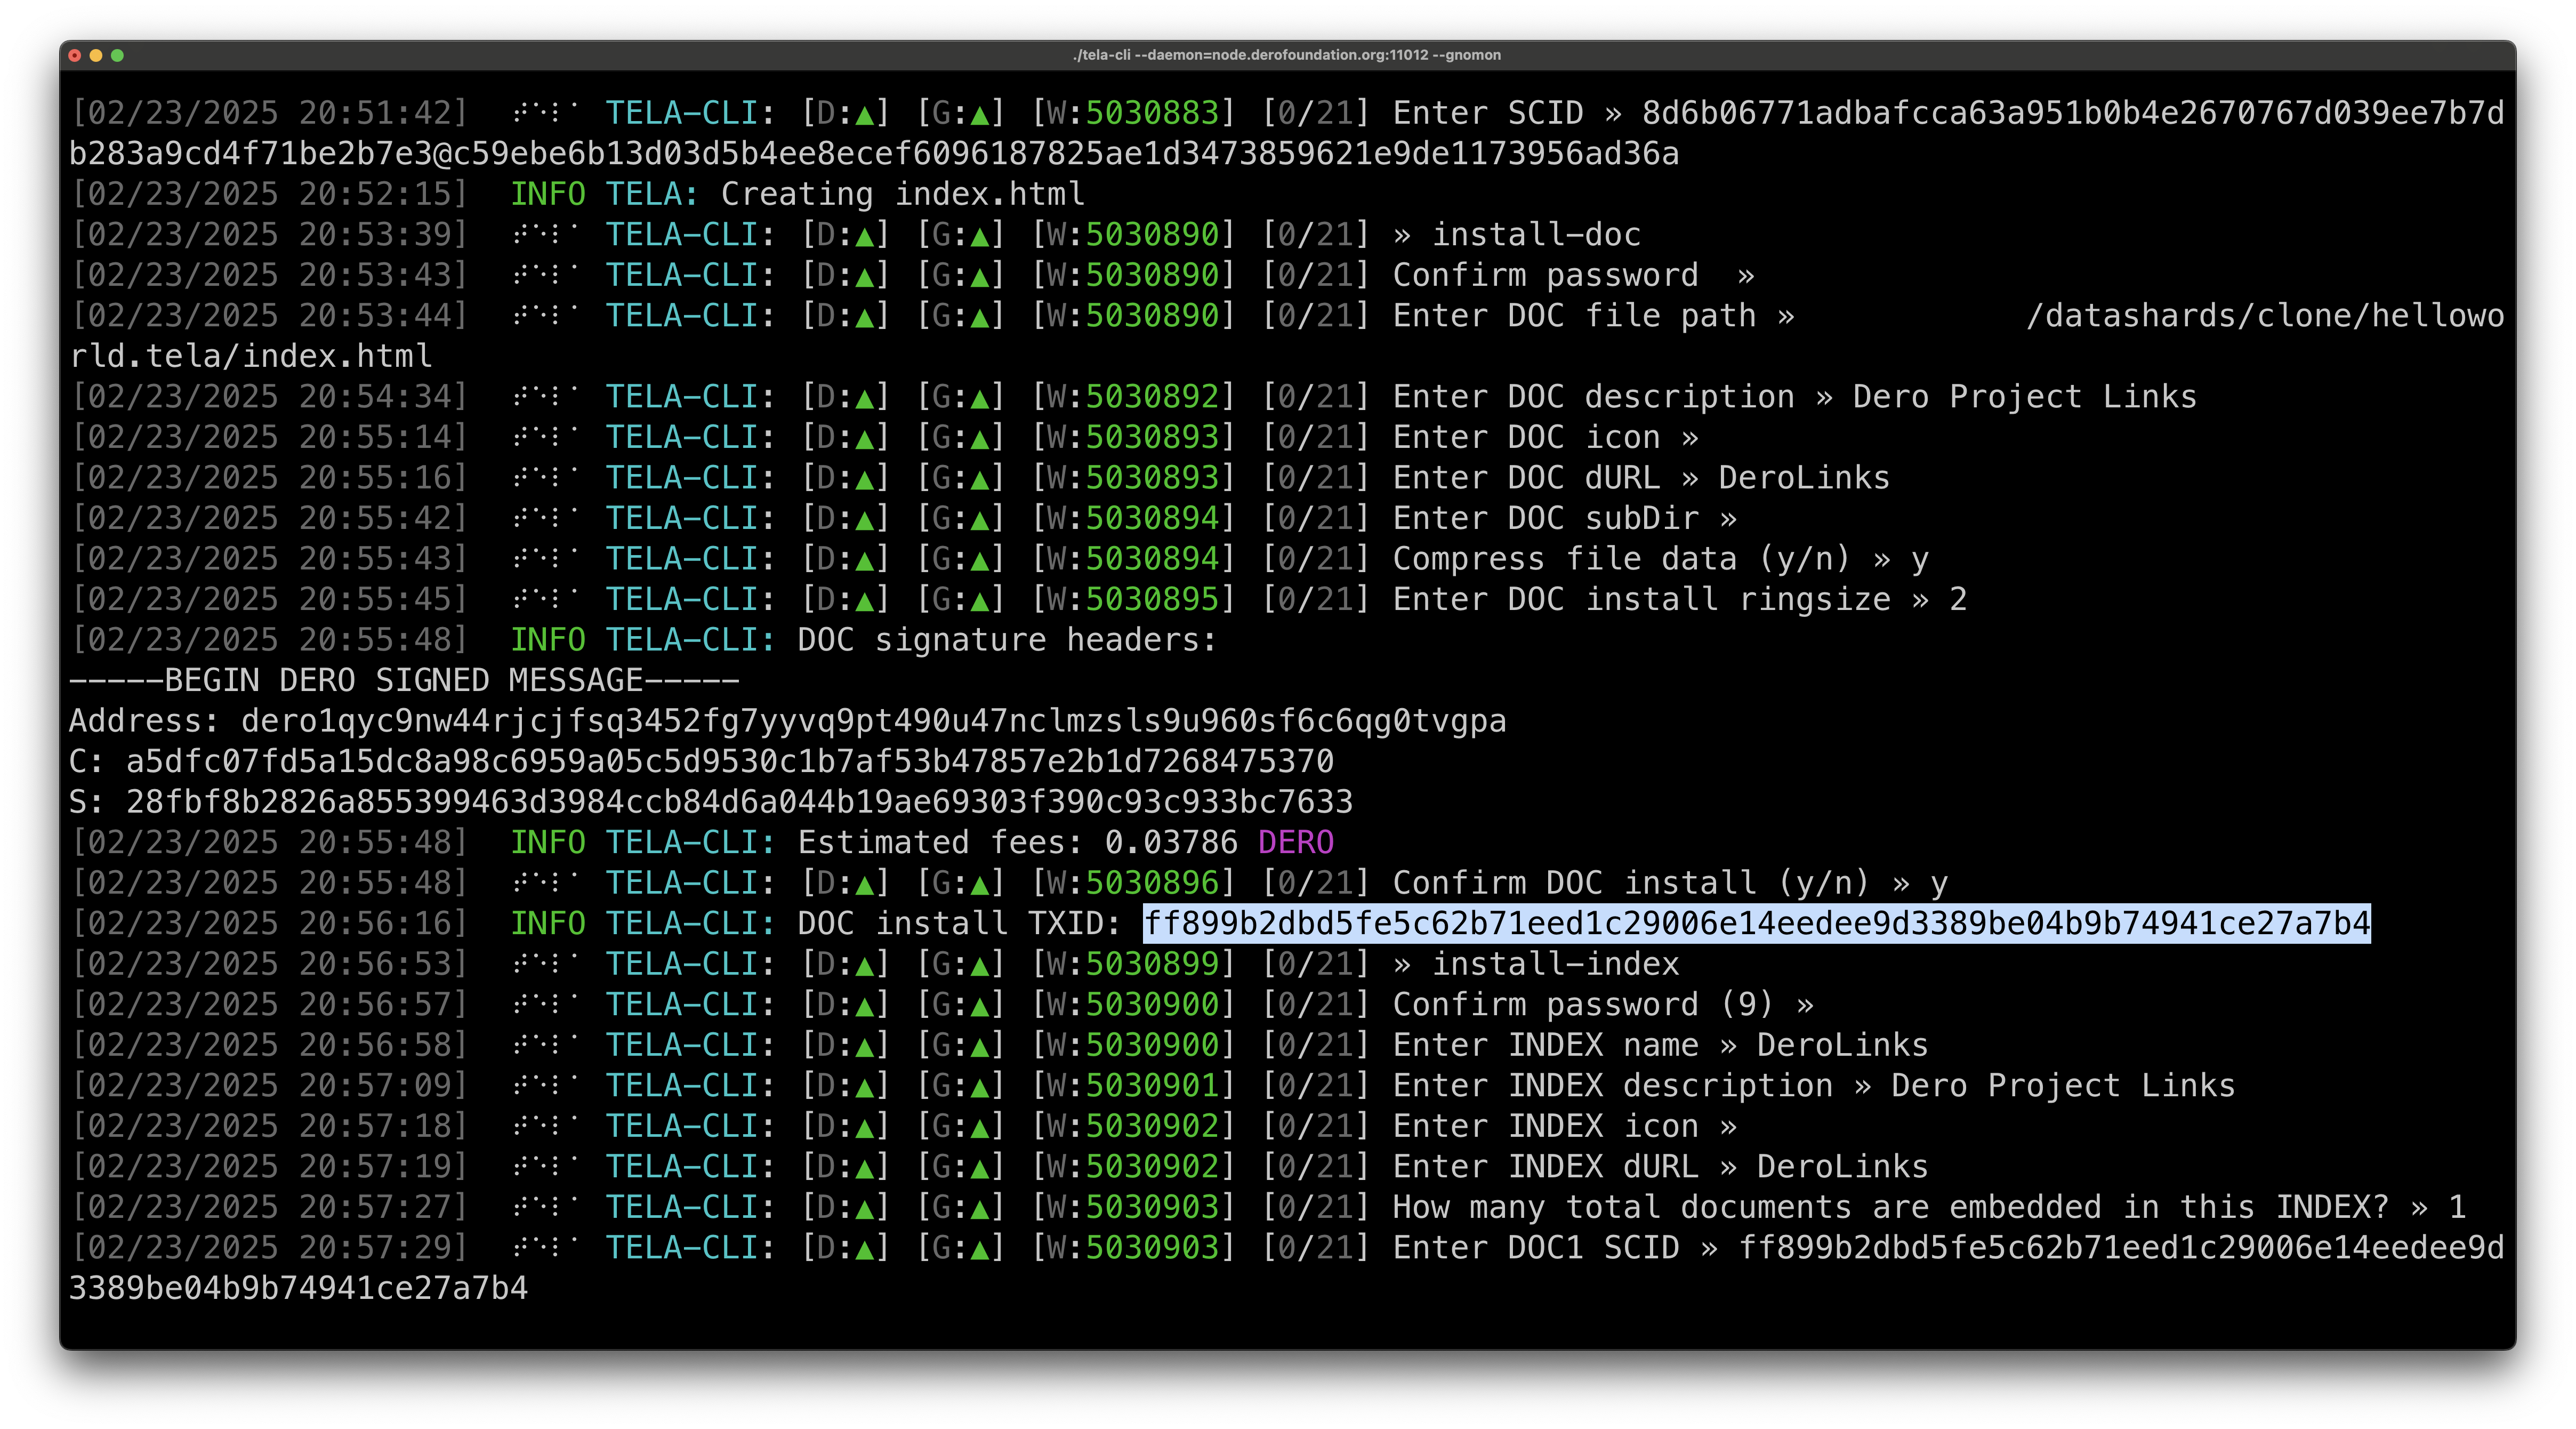 ./tela-cli --daemon=node.derofoundation.org:11012 --gnomon
[02/23/2025 20:51:42] TELA-CLI: [D:▲] [G:▲] [W:5030883] [0/21] Enter SCID » 8d6b06771adbafcca63a951b0b4e2670767d039ee7b7d
b283a9cd4f71be2b7e3@c59ebe6b13d03d5b4ee8ecef6096187825ae1d3473859621e9de1173956ad36a
[02/23/2025 20:52:15] INFO TELA: Creating index.html
[02/23/2025 20:53:39] TELA-CLI: [D:▲] [G:▲] [W:5030890] [0/21] » install-doc
[02/23/2025 20:53:43] TELA-CLI: [D:▲] [G:▲] [W:5030890] [0/21] Confirm password »
[02/23/2025 20:53:44] TELA-CLI: [D:▲] [G:▲] [W:5030890] [0/21] Enter DOC file path » /datashards/clone/hellowo
rld.tela/index.html
[02/23/2025 20:54:34] TELA-CLI: [D:▲] [G:▲] [W:5030892] [0/21] Enter DOC description » Dero Project Links
[02/23/2025 20:55:14] TELA-CLI: [D:▲] [G:▲] [W:5030893] [0/21] Enter DOC icon »
[02/23/2025 20:55:16] TELA-CLI: [D:▲] [G:▲] [W:5030893] [0/21] Enter DOC dURL » DeroLinks
[02/23/2025 20:55:42] TELA-CLI: [D:▲] [G:▲] [W:5030894] [0/21] Enter DOC subDir »
[02/23/2025 20:55:43] TELA-CLI: [D:▲] [G:▲] [W:5030894] [0/21] Compress file data (y/n) » y
[02/23/2025 20:55:45] TELA-CLI: [D:▲] [G:▲] [W:5030895] [0/21] Enter DOC install ringsize » 2
[02/23/2025 20:55:48] INFO TELA-CLI: DOC signature headers:
-----BEGIN DERO SIGNED MESSAGE-----
Address: dero1qyc9nw44rjcjfsq3452fg7yyvq9pt490u47nclmzsls9u960sf6c6qg0tvgpa
C: a5dfc07fd5a15dc8a98c6959a05c5d9530c1b7af53b47857e2b1d7268475370
S: 28fbf8b2826a855399463d3984ccb84d6a044b19ae69303f390c93c933bc7633
[02/23/2025 20:55:48] INFO TELA-CLI: Estimated fees: 0.03786 DERO
[02/23/2025 20:55:48] TELA-CLI: [D:▲] [G:▲] [W:5030896] [0/21] Confirm DOC install (y/n) » y
[02/23/2025 20:56:16] INFO TELA-CLI: DOC install TXID: ff899b2dbd5fe5c62b71eed1c29006e14eedee9d3389be04b9b74941ce27a7b4
[02/23/2025 20:56:53] TELA-CLI: [D:▲] [G:▲] [W:5030899] [0/21] » install-index
[02/23/2025 20:56:57] TELA-CLI: [D:▲] [G:▲] [W:5030900] [0/21] Confirm password (9) »
[02/23/2025 20:56:58] TELA-CLI: [D:▲] [G:▲] [W:5030900] [0/21] Enter INDEX name » DeroLinks
[02/23/2025 20:57:09] TELA-CLI: [D:▲] [G:▲] [W:5030901] [0/21] Enter INDEX description » Dero Project Links
[02/23/2025 20:57:18] TELA-CLI: [D:▲] [G:▲] [W:5030902] [0/21] Enter INDEX icon »
[02/23/2025 20:57:19] TELA-CLI: [D:▲] [G:▲] [W:5030902] [0/21] Enter INDEX dURL » DeroLinks
[02/23/2025 20:57:27] TELA-CLI: [D:▲] [G:▲] [W:5030903] [0/21] How many total documents are embedded in this INDEX? » 1
[02/23/2025 20:57:29] TELA-CLI: [D:▲] [G:▲] [W:5030903] [0/21] Enter DOC1 SCID » ff899b2dbd5fe5c62b71eed1c29006e14eedee9d
3389be04b9b74941ce27a7b4